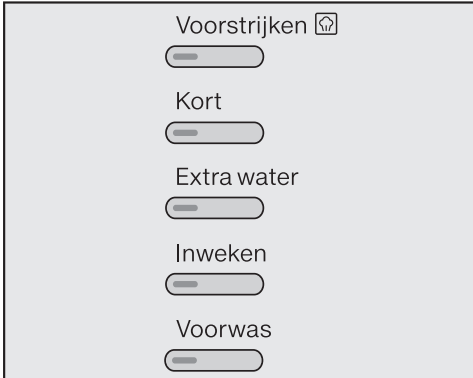 Voorstrijken
Kort
Extra water
Inweken
Voorwas